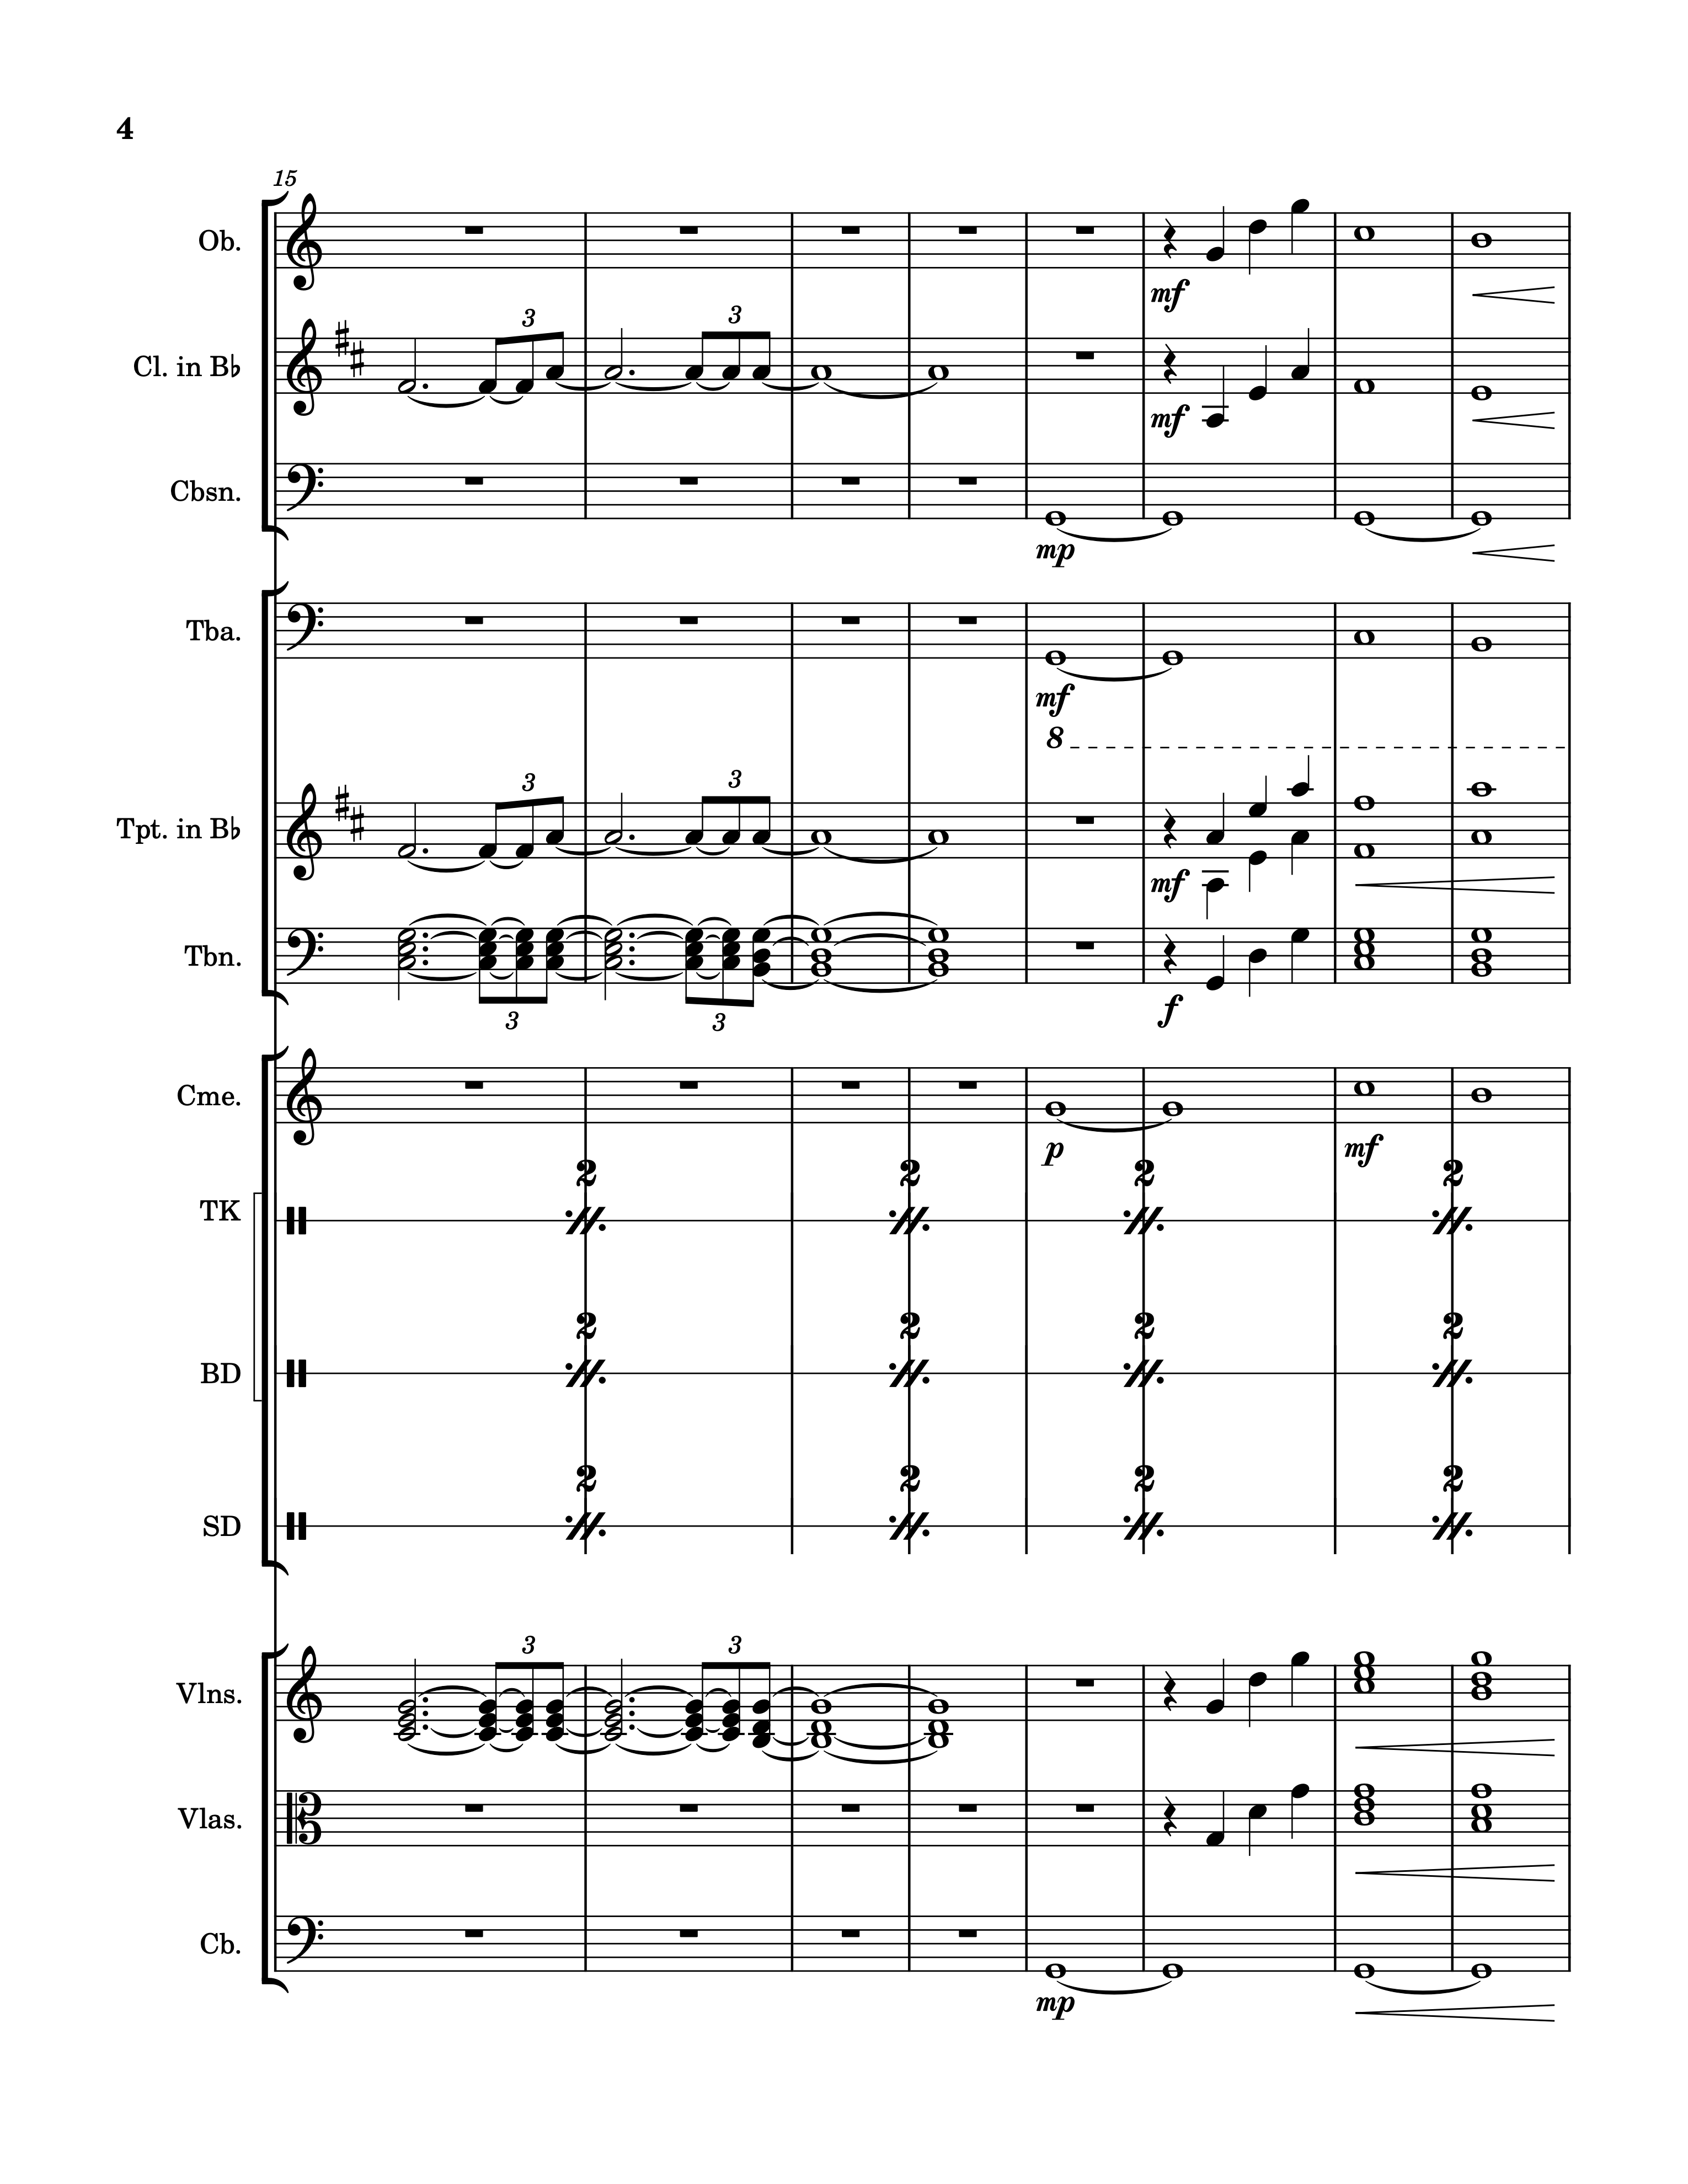 4
15
Ob.
mf
3 3
Cl. in B♭
mf
Cbsn.
mp
Tba.
mf
8
3 3
Tpt. in B♭
mf
Tbn.
3 3
f
Cme.
p mf
2 2 2 2
TK
2 2 2 2
BD
2 2 2 2
SD
3 3
Vlns.
Vlas.
Cb.
mp